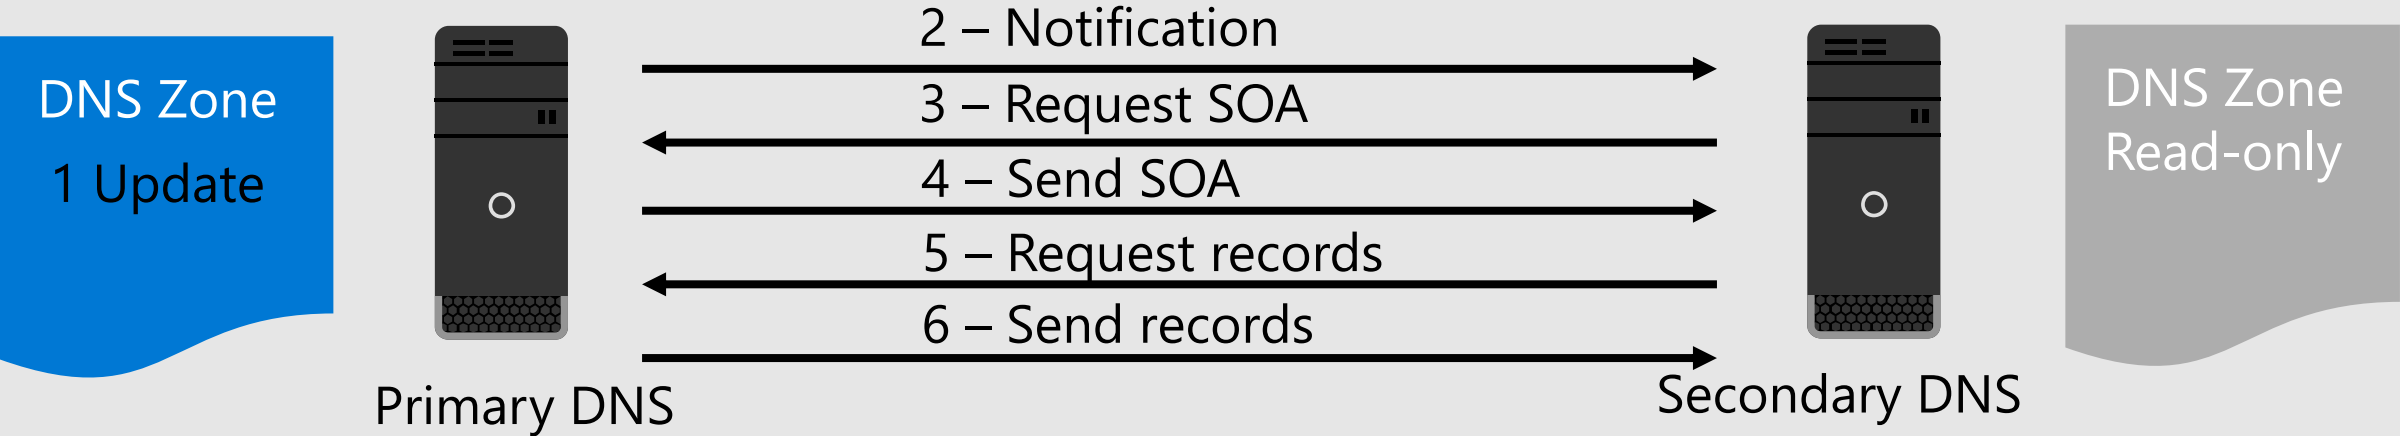 DNS Zone
1 Update
Primary DNS
2 – Notification
3 – Request SOA
4 – Send SOA
5 – Request records
6 – Send records
Secondary DNS
DNS Zone
Read-only